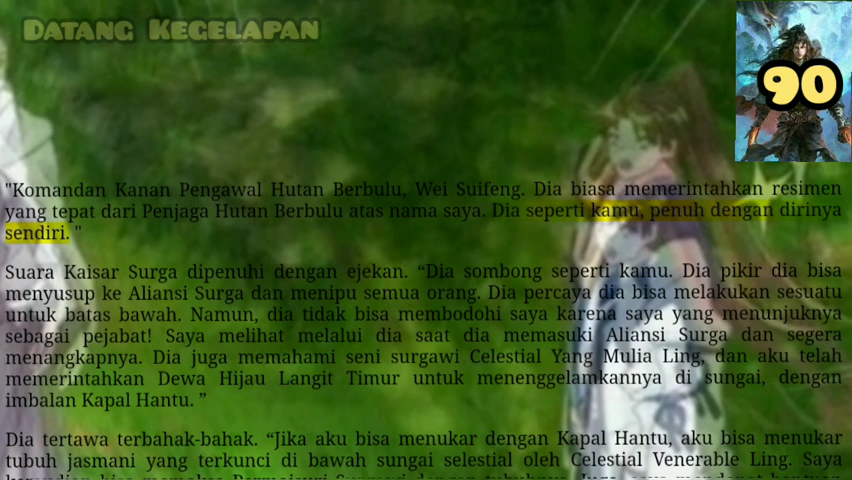 Datang Kegelapan
90
"Komandan Kanan Pengawal Hutan Berbulu, Wei Suifeng. Dia biasa memerintahkan resimen
yang tepat dari Penjaga Hutan Berbulu atas nama saya. Dia seperti kamu, penuh dengan dirinya
sendiri. "
Suara Kaisar Surga dipenuhi dengan ejekan. “Dia sombong seperti kamu. Dia pikir dia bisa
menyusup ke Aliansi Surga dan menipu semua orang. Dia percaya dia bisa melakukan sesuatu
untuk batas bawah. Namun, dia tidak bisa membodohi saya karena saya yang menunjuknya
sebagai pejabat! Saya melihat melalui dia saat dia memasuki Aliansi Surga dan segera
menangkapnya. Dia juga memahami seni surgawi Celestial Yang Mulia Ling, dan aku telah
memerintahkan Dewa Hijau Langit Timur untuk menenggelamkannya di sungai, dengan
imbalan Kapal Hantu. ”
Dia tertawa terbahak-bahak. “Jika aku bisa menukar dengan Kapal Hantu, aku bisa menukar
tubuh jasmani yang terkunci di bawah sungai selestial oleh Celestial Venerable Ling. Saya